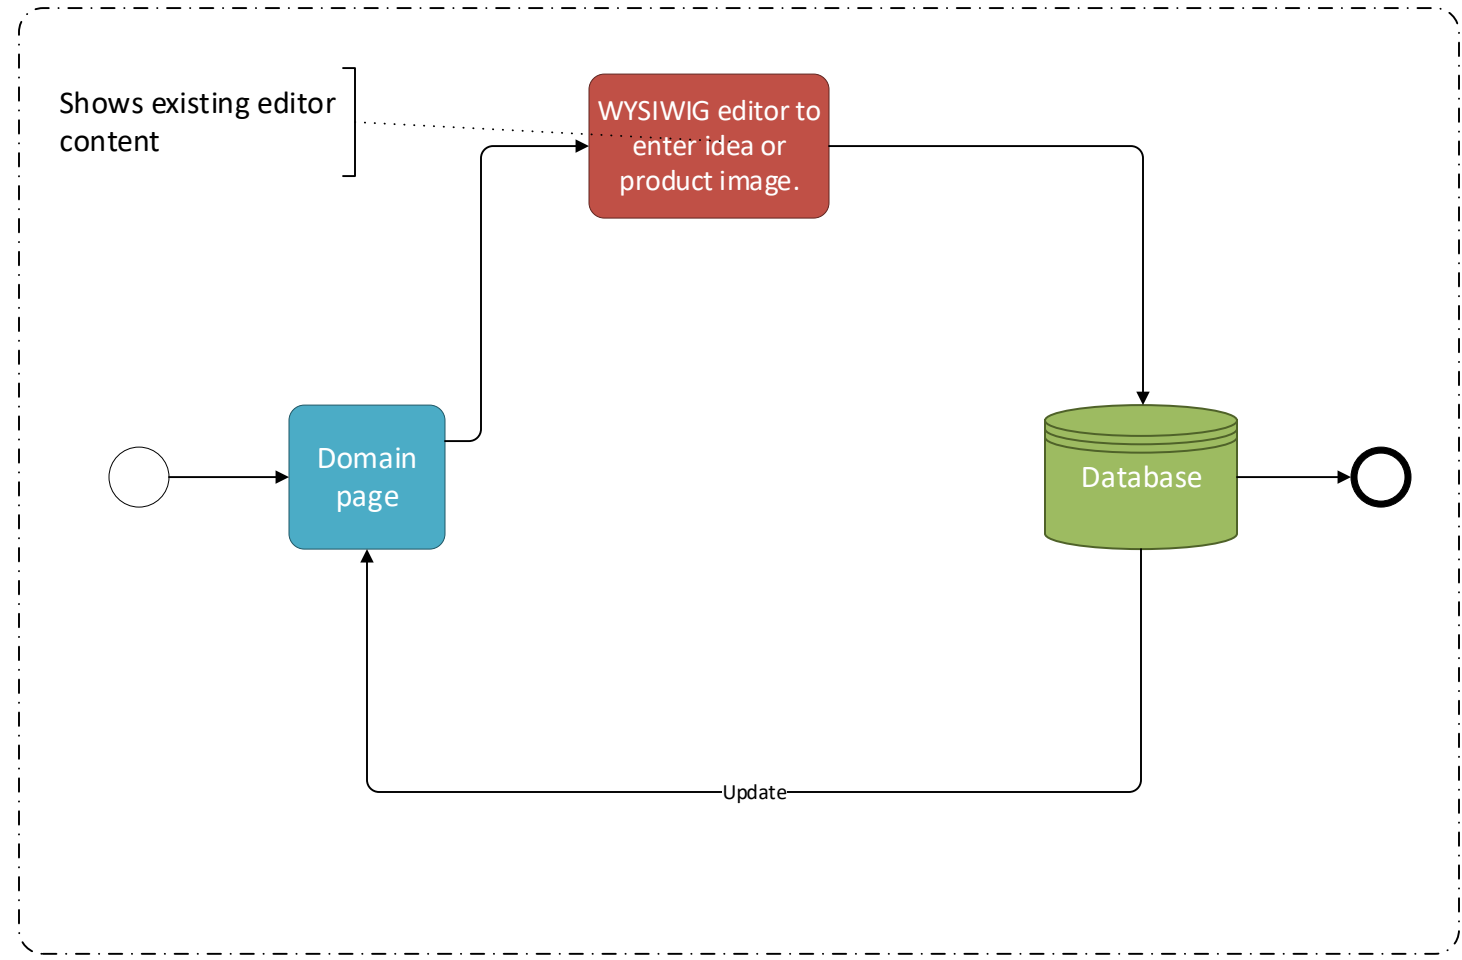 Shows existing editor
content
WYSIWIG editor to
enter idea or
product image.
Domain
page
Database
Update